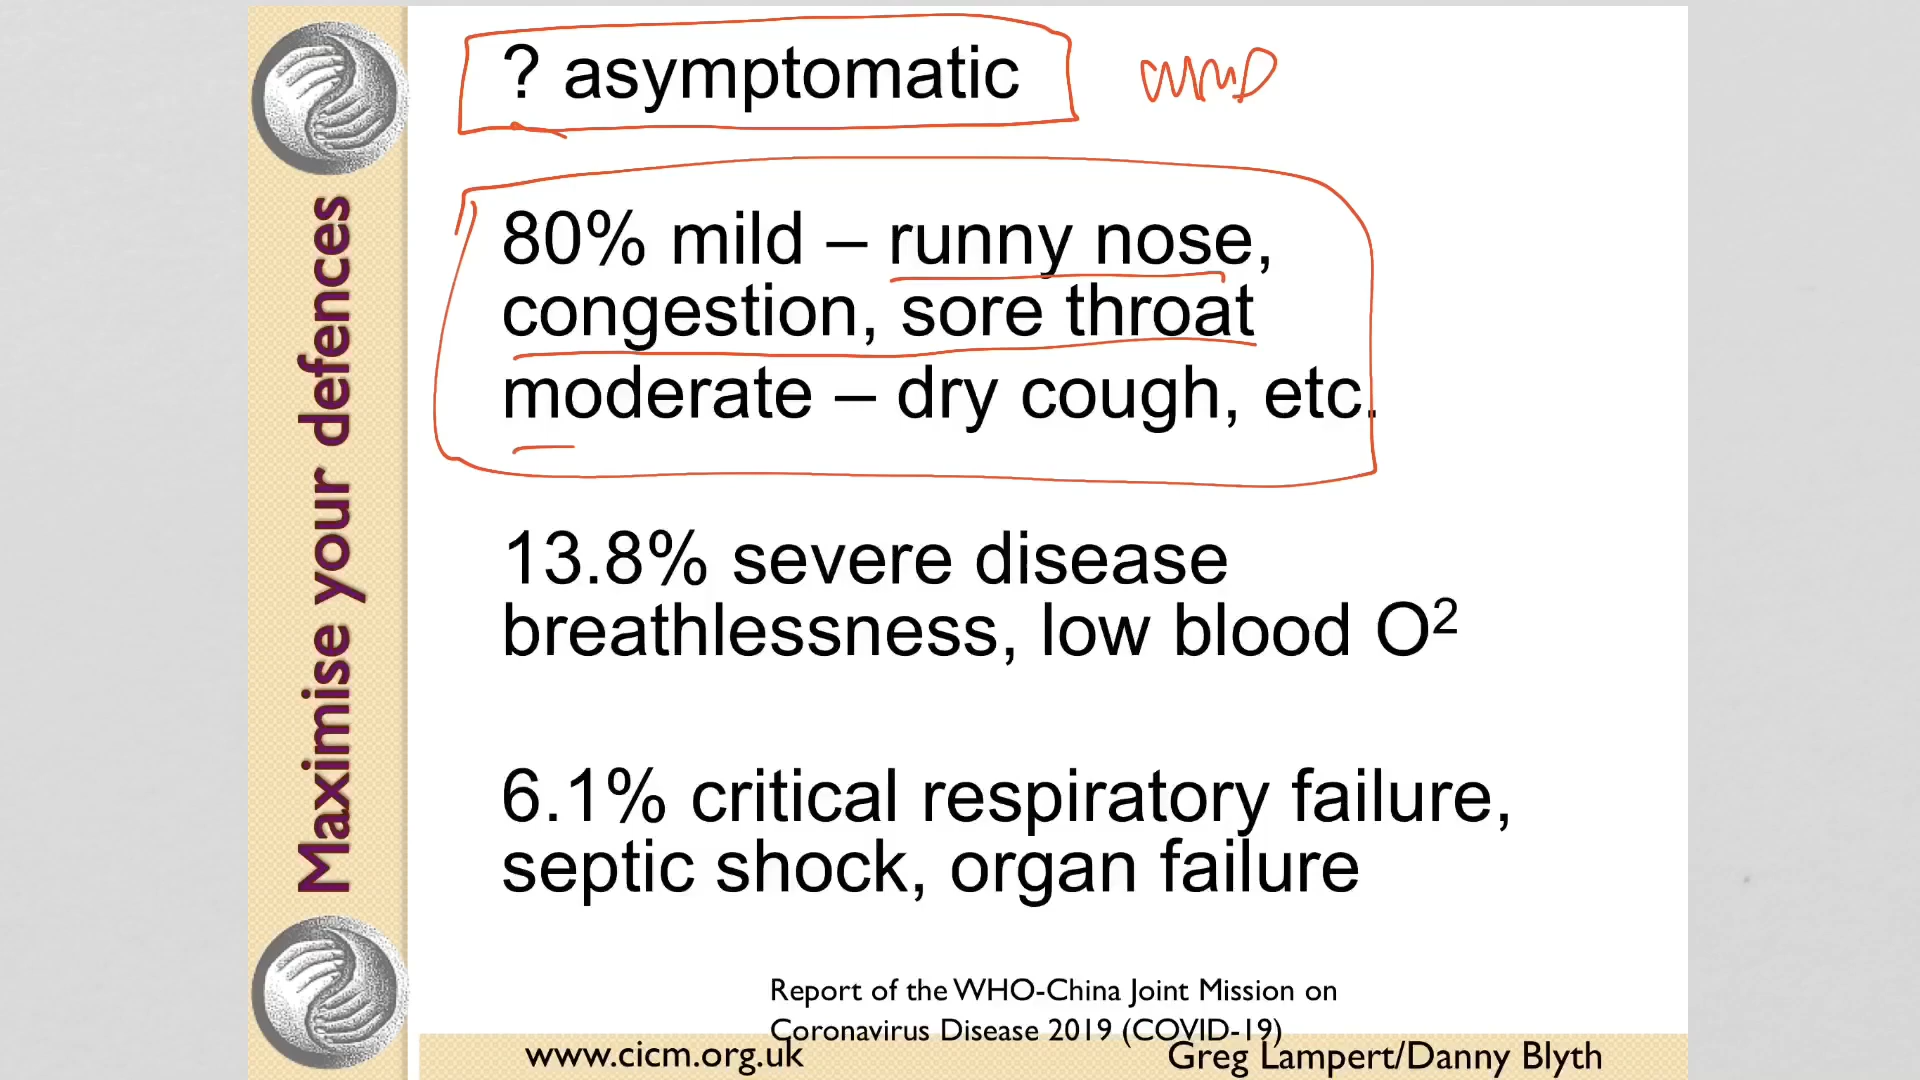 ? asymptomatic
80% mild – runny nose,
congestion, sore throat
moderate – dry cough, etc.
13.8% severe disease
breathlessness, low blood O²
6.1% critical respiratory failure,
septic shock, organ failure
Report of the WHO-China Joint Mission on
Coronavirus Disease 2019 (COVID-19)
www.cicm.org.uk
Greg Lampert/Danny Blyth
Maximise your defences